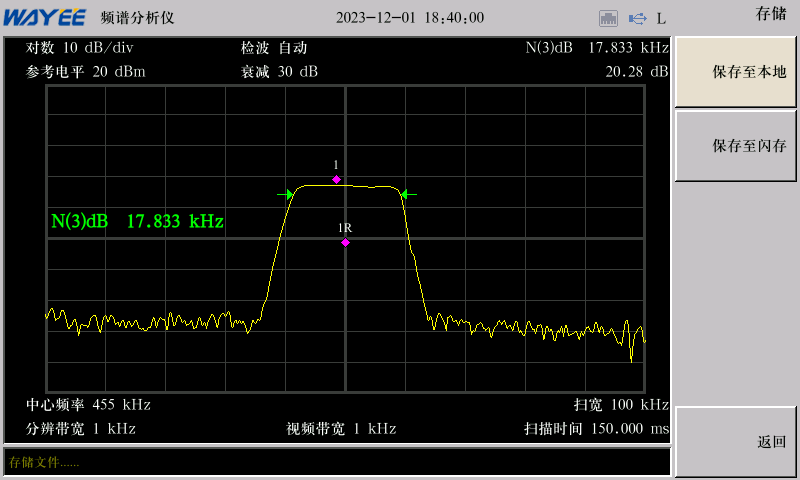 WAYEE 频谱分析仪 2023-12-01 18:40:00 L 存储
对数 10 dB/div 检波 自动 N(3)dB 17.833 kHz
参考电平 20 dBm 衰减 30 dB 20.28 dB
保存至本地
保存至闪存
1
N(3)dB 17.833 kHz
1R
中心频率 455 kHz 扫宽 100 kHz
分辨带宽 1 kHz 视频带宽 1 kHz 扫描时间 150.000 ms
返回
存储文件......